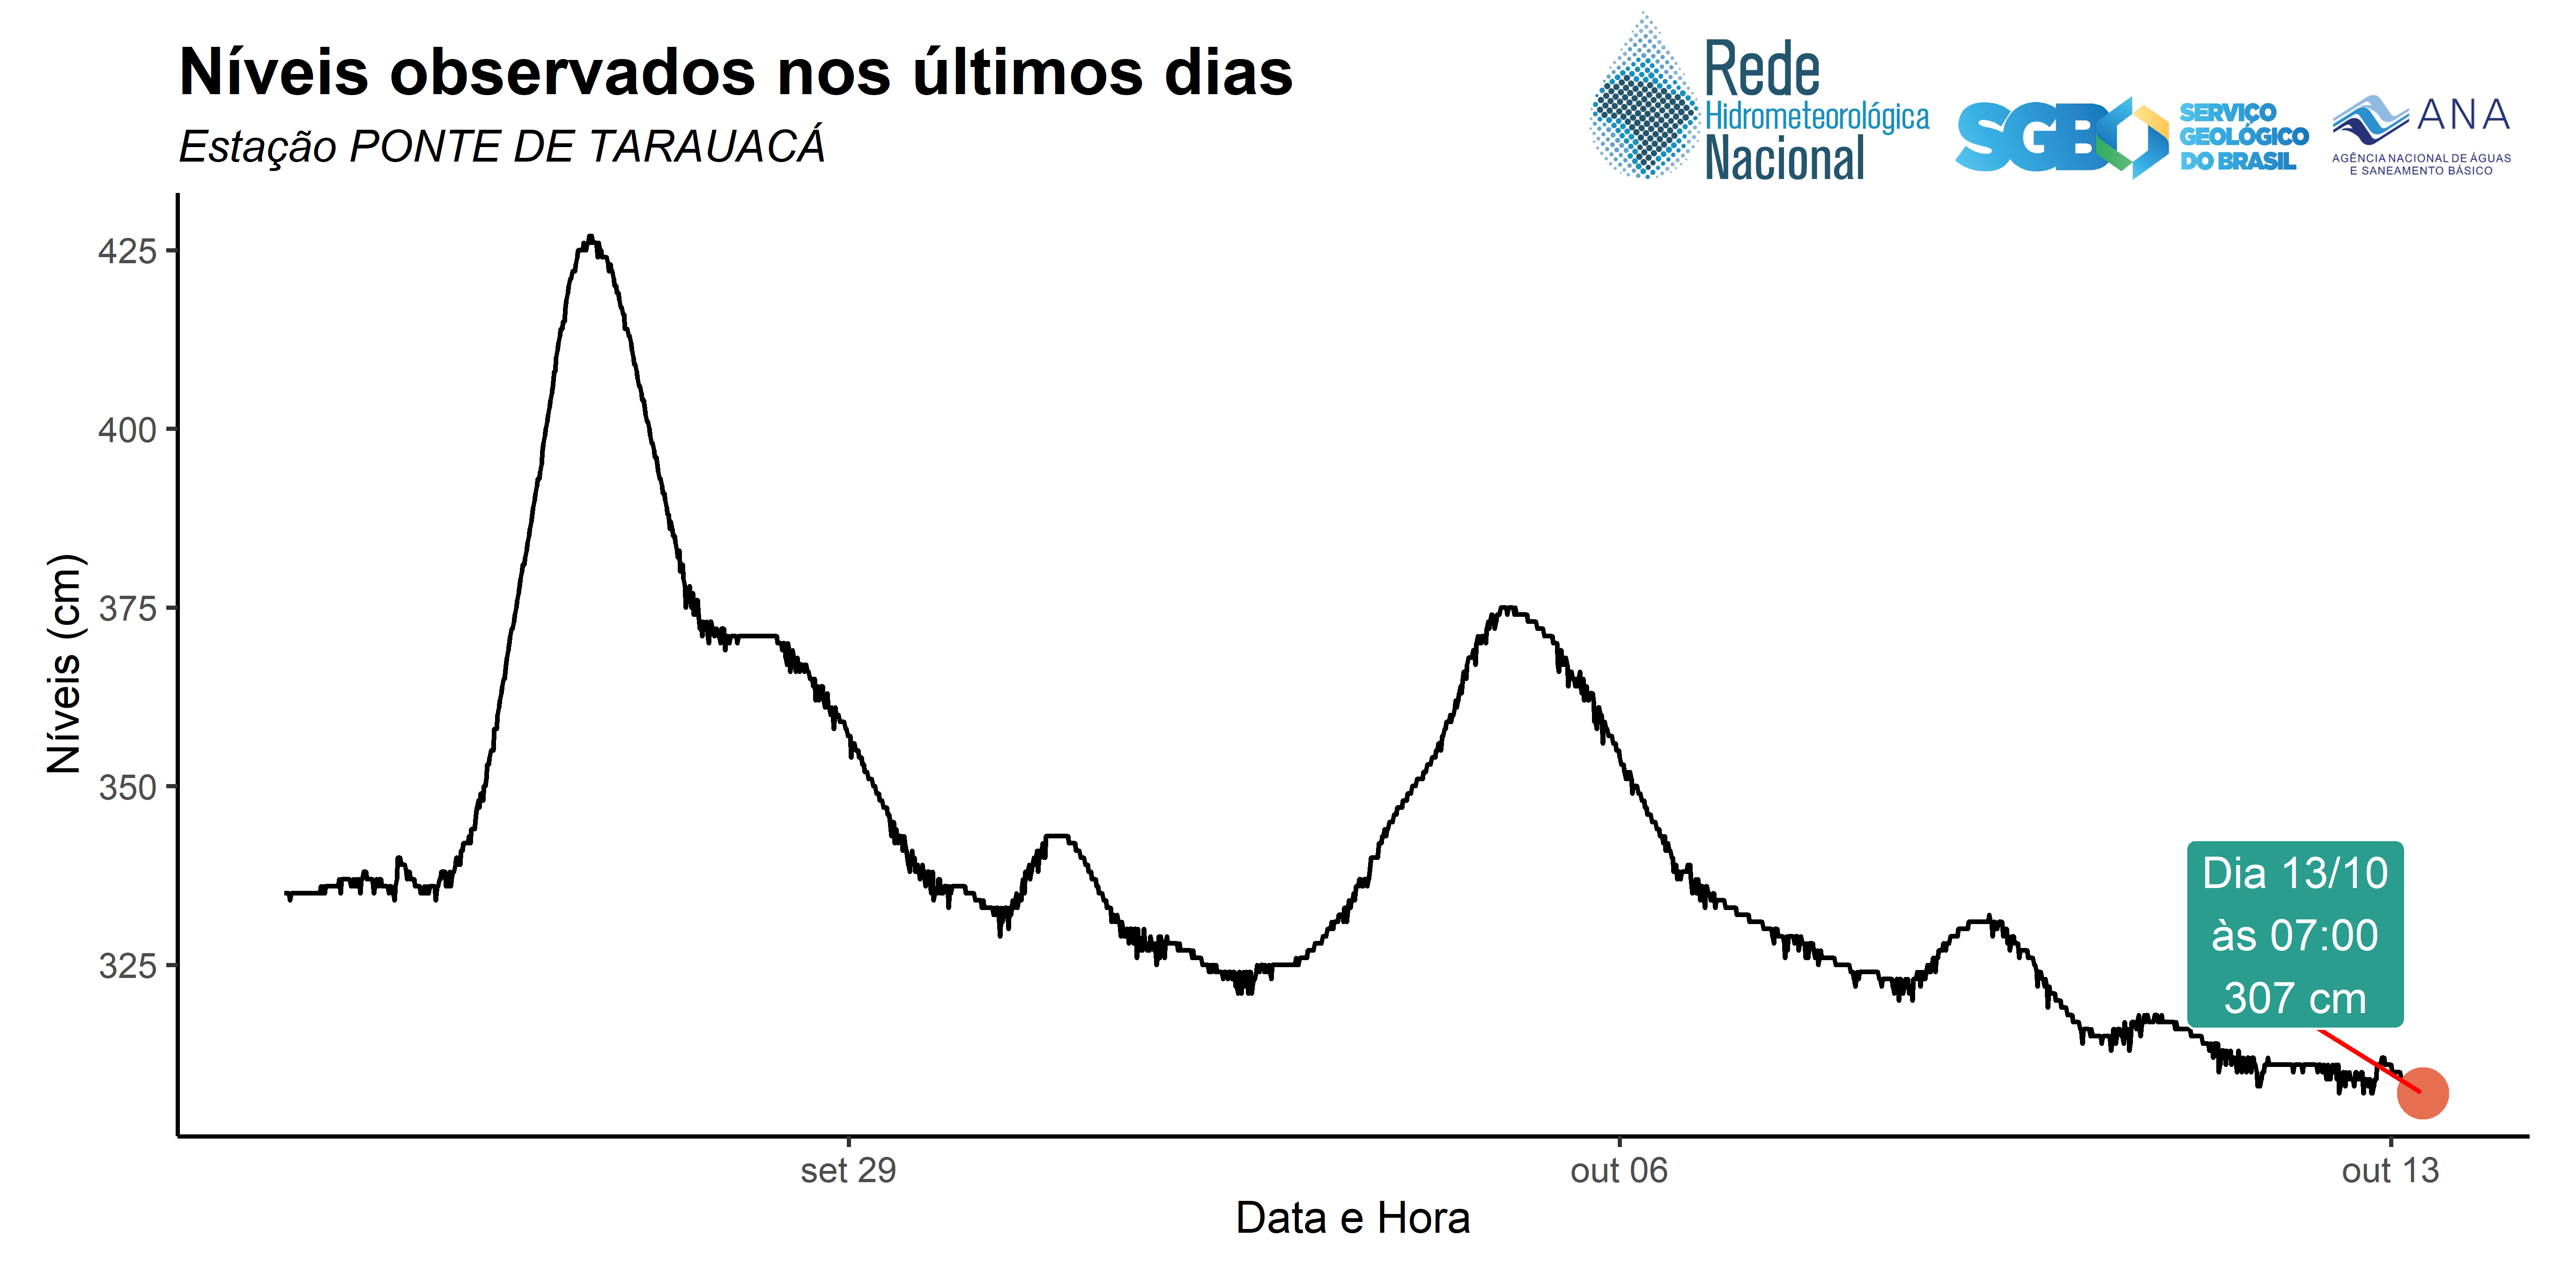 Níveis observados nos últimos dias
Estação PONTE DE TARAUACÁ
Rede
Hidrometeorológica
Nacional
SGB
SERVIÇO
GEOLÓGICO
DO BRASIL
ANA
AGÊNCIA NACIONAL DE ÁGUAS
E SANEAMENTO BÁSICO
Níveis (cm)
425
400
375
350
325
Dia 13/10
às 07:00
307 cm
set 29
out 06
out 13
Data e Hora